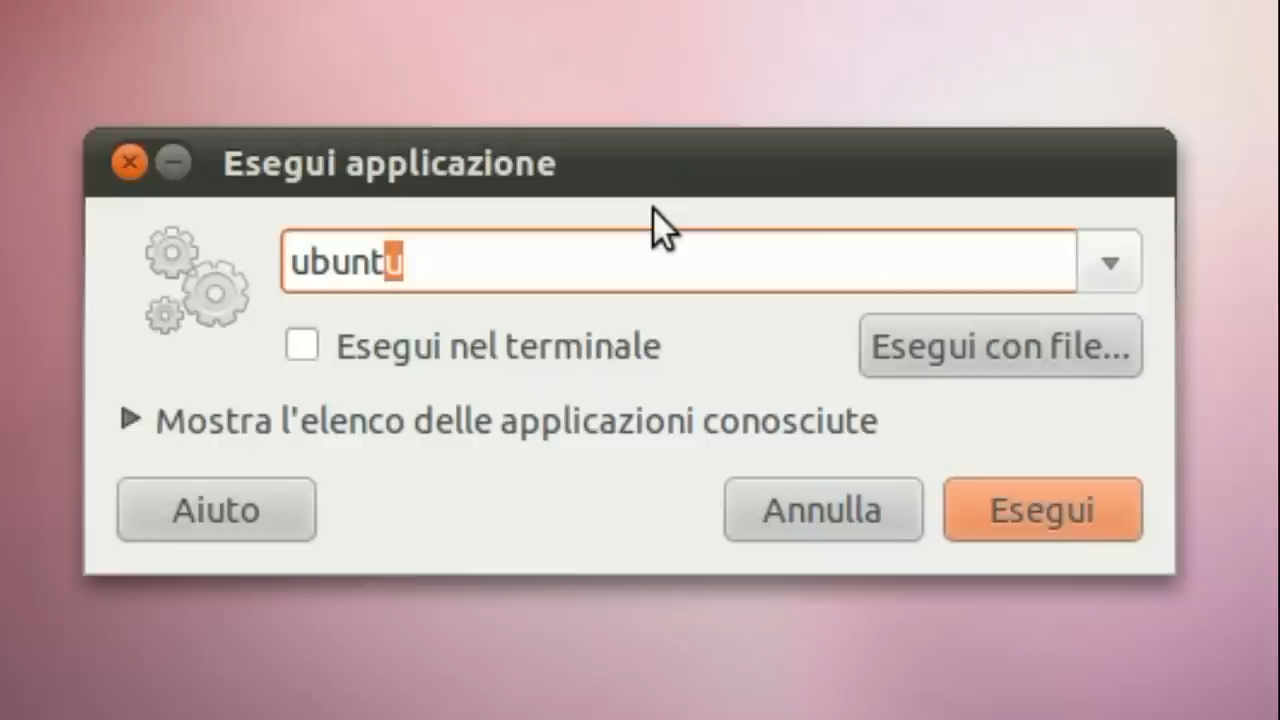 Esegui applicazione
ubuntu
Esegui nel terminale
Esegui con file...
Mostra l'elenco delle applicazioni conosciute
Aiuto
Annulla
Esegui